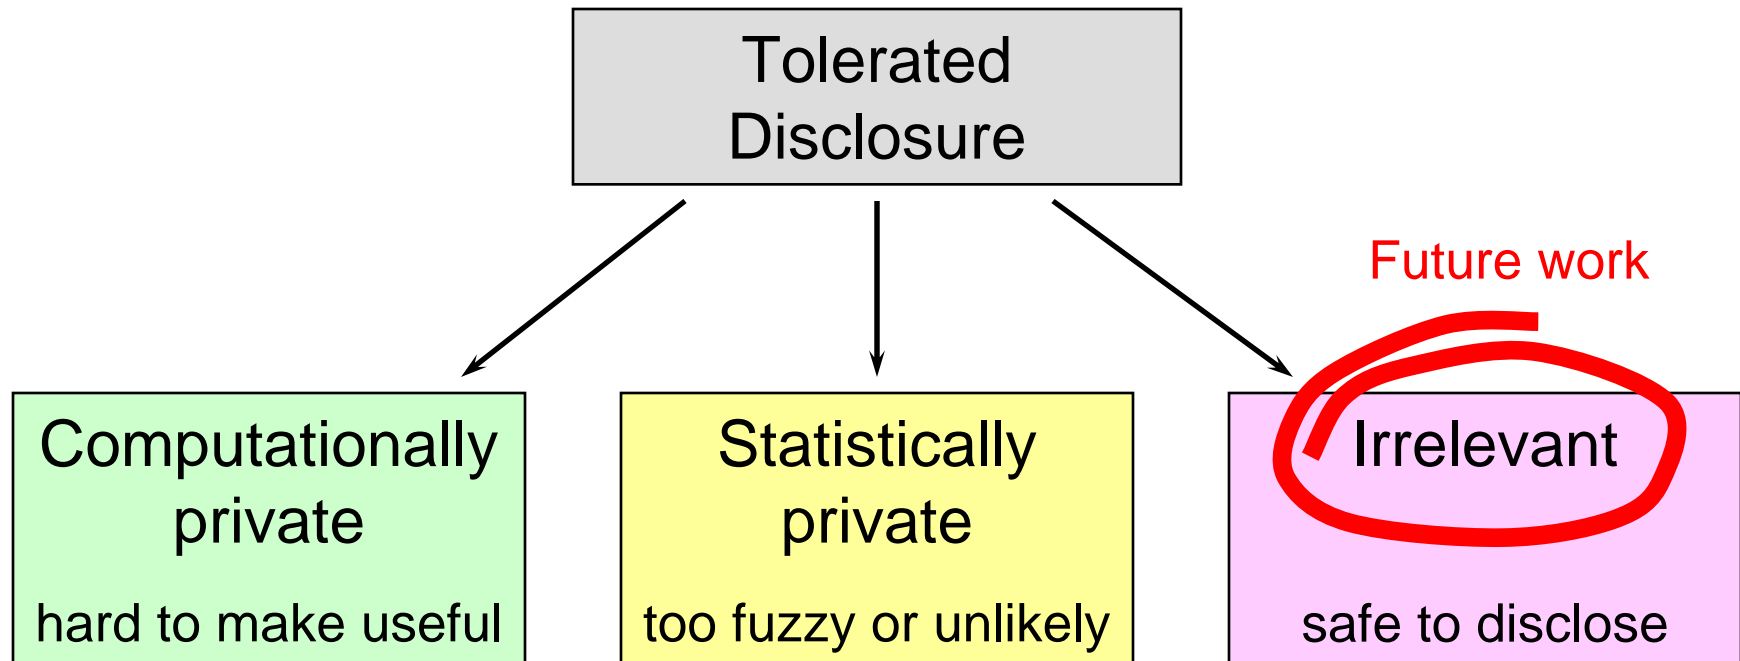 Tolerated
Disclosure
Future work
Computationally
private
hard to make useful
Statistically
private
too fuzzy or unlikely
Irrelevant
safe to disclose